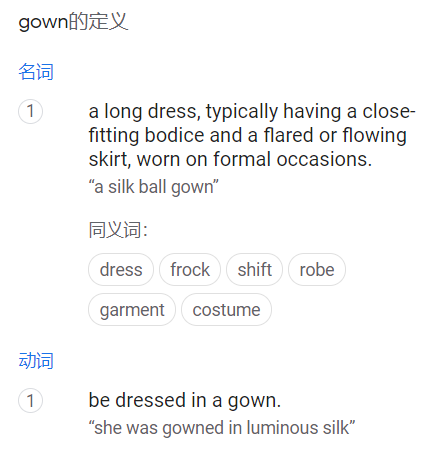 gown的定义
名词
1
a long dress, typically having a close-
fitting bodice and a flared or flowing
skirt, worn on formal occasions.
“a silk ball gown”
同义词：
dress frock shift robe
garment costume
动词
1
be dressed in a gown.
“she was gowned in luminous silk”